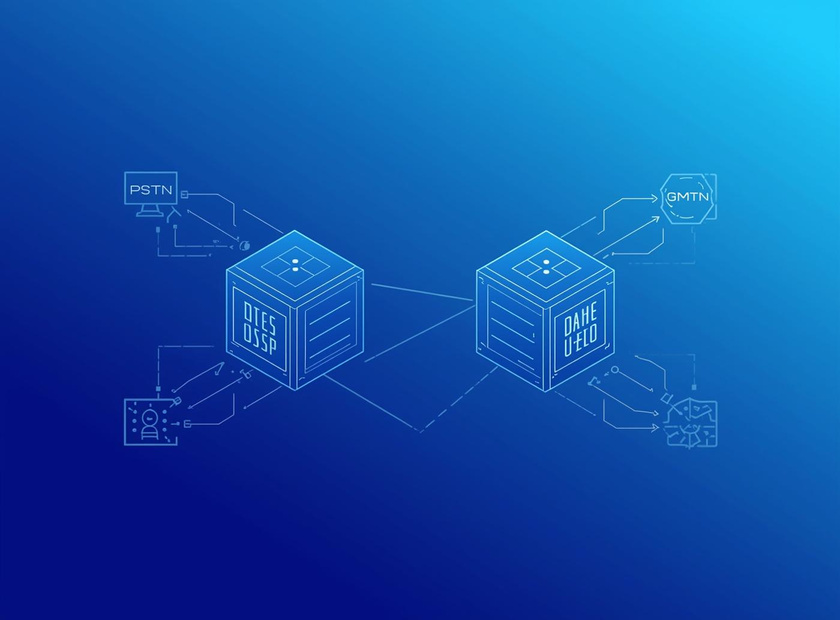 PSTN
GMTN
DTES
OSSP
DAHE
U-ELO